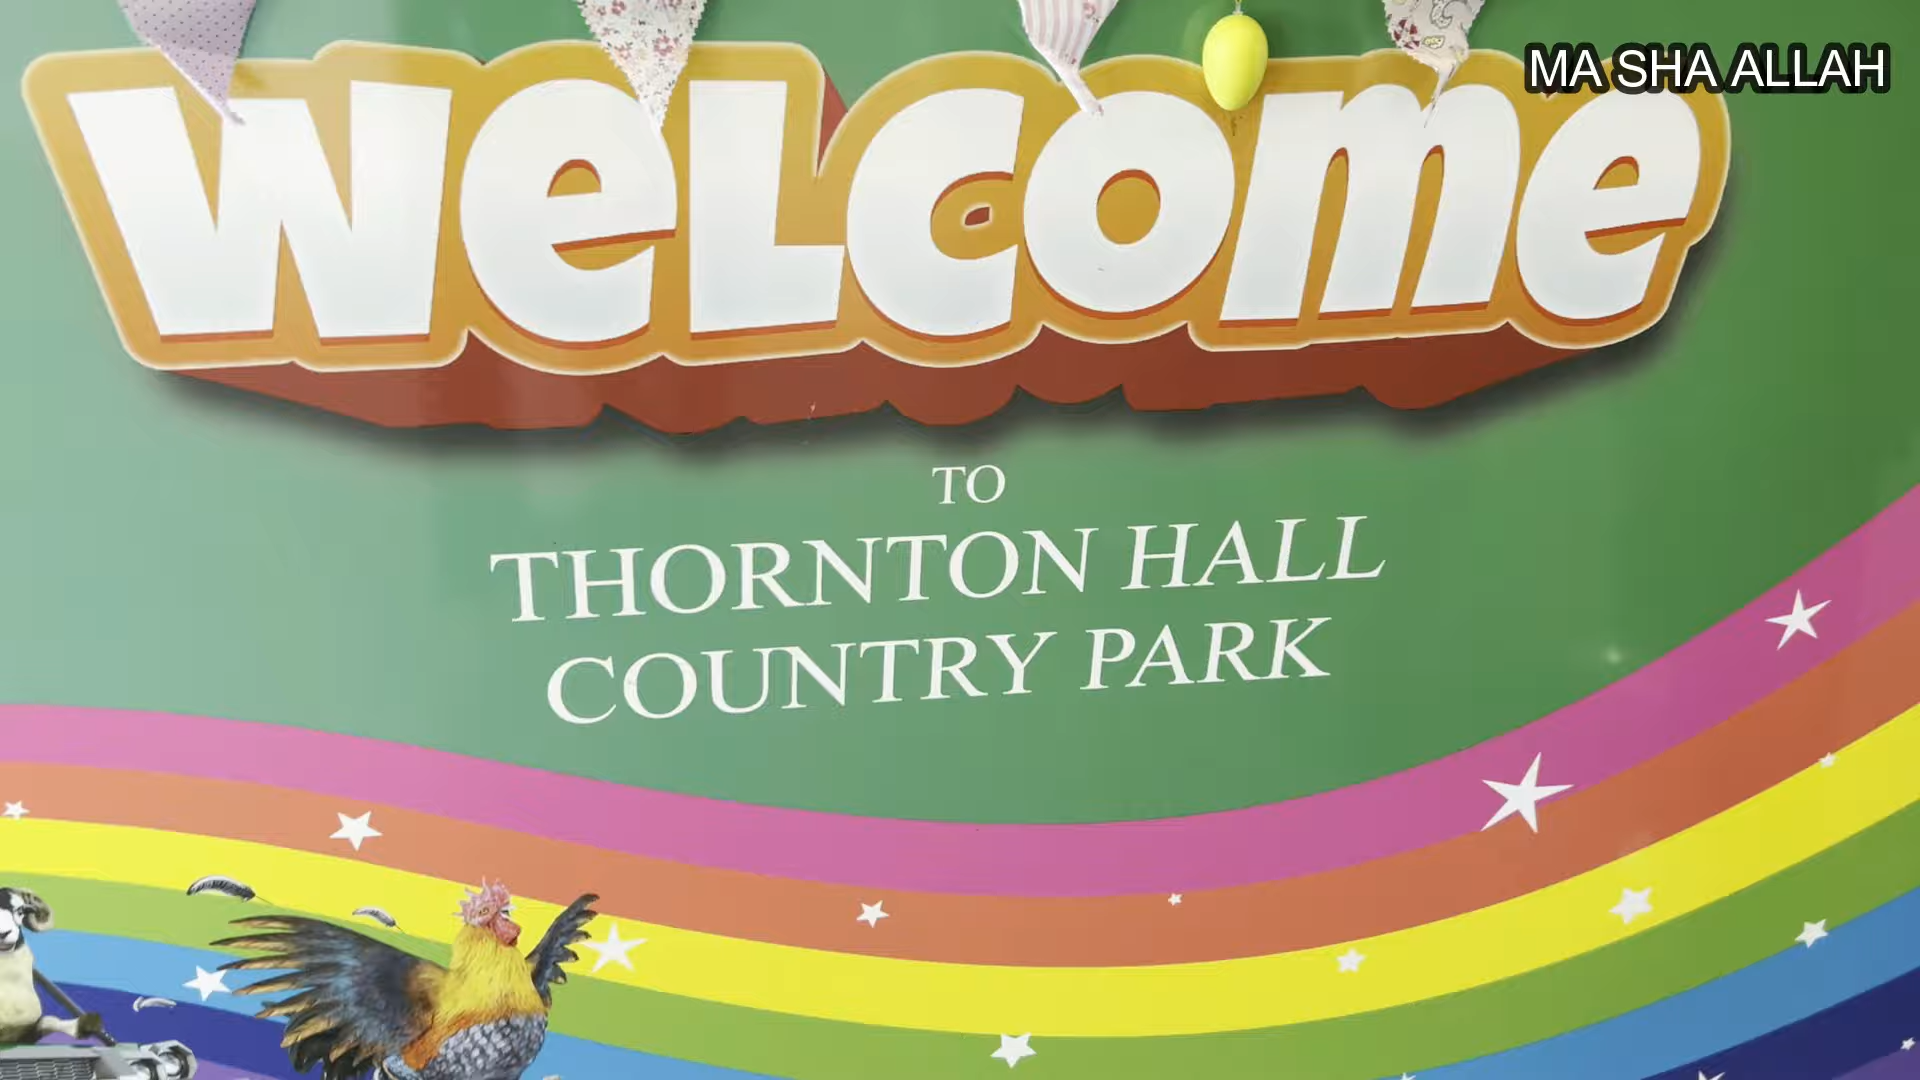 MA SHA ALLAH
WeLcome
TO
THORNTON HALL
COUNTRY PARK